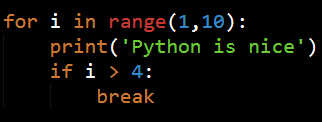 for i in range(1,10):
    print('Python is nice')
    if i > 4:
        break